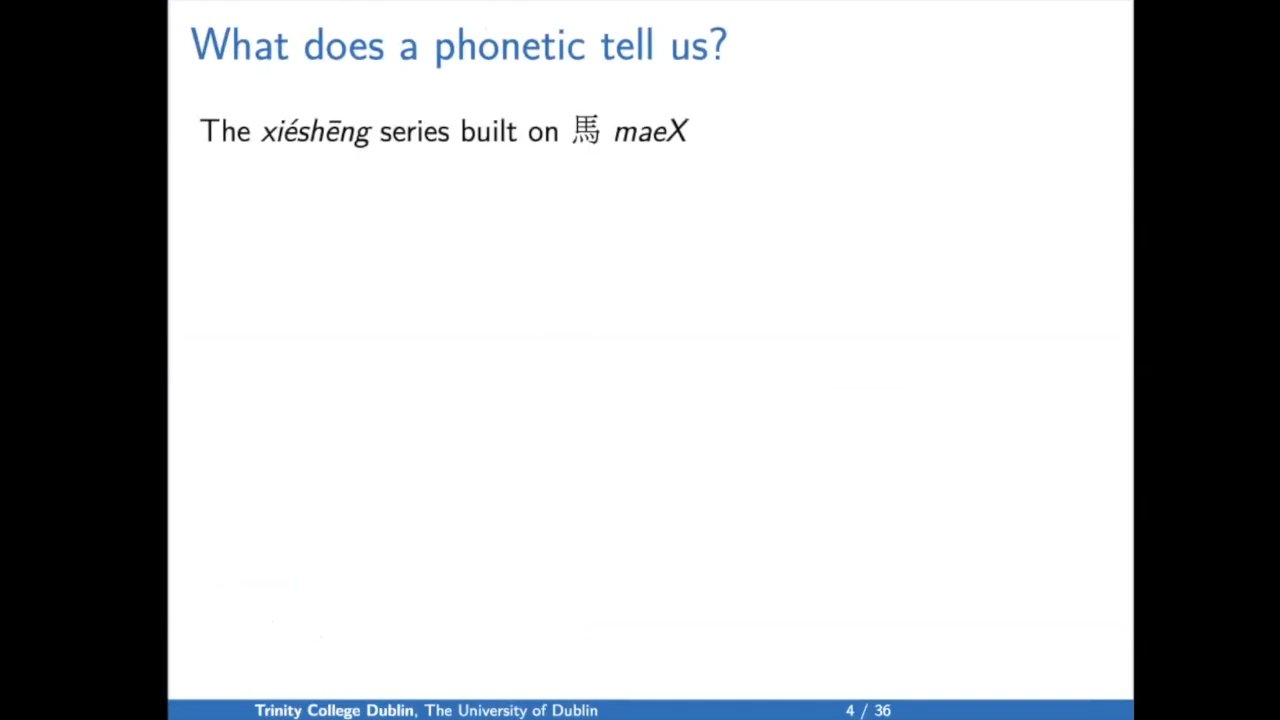 What does a phonetic tell us?
The xiéshēng series built on 馬 maeX
Trinity College Dublin, The University of Dublin 4 / 36